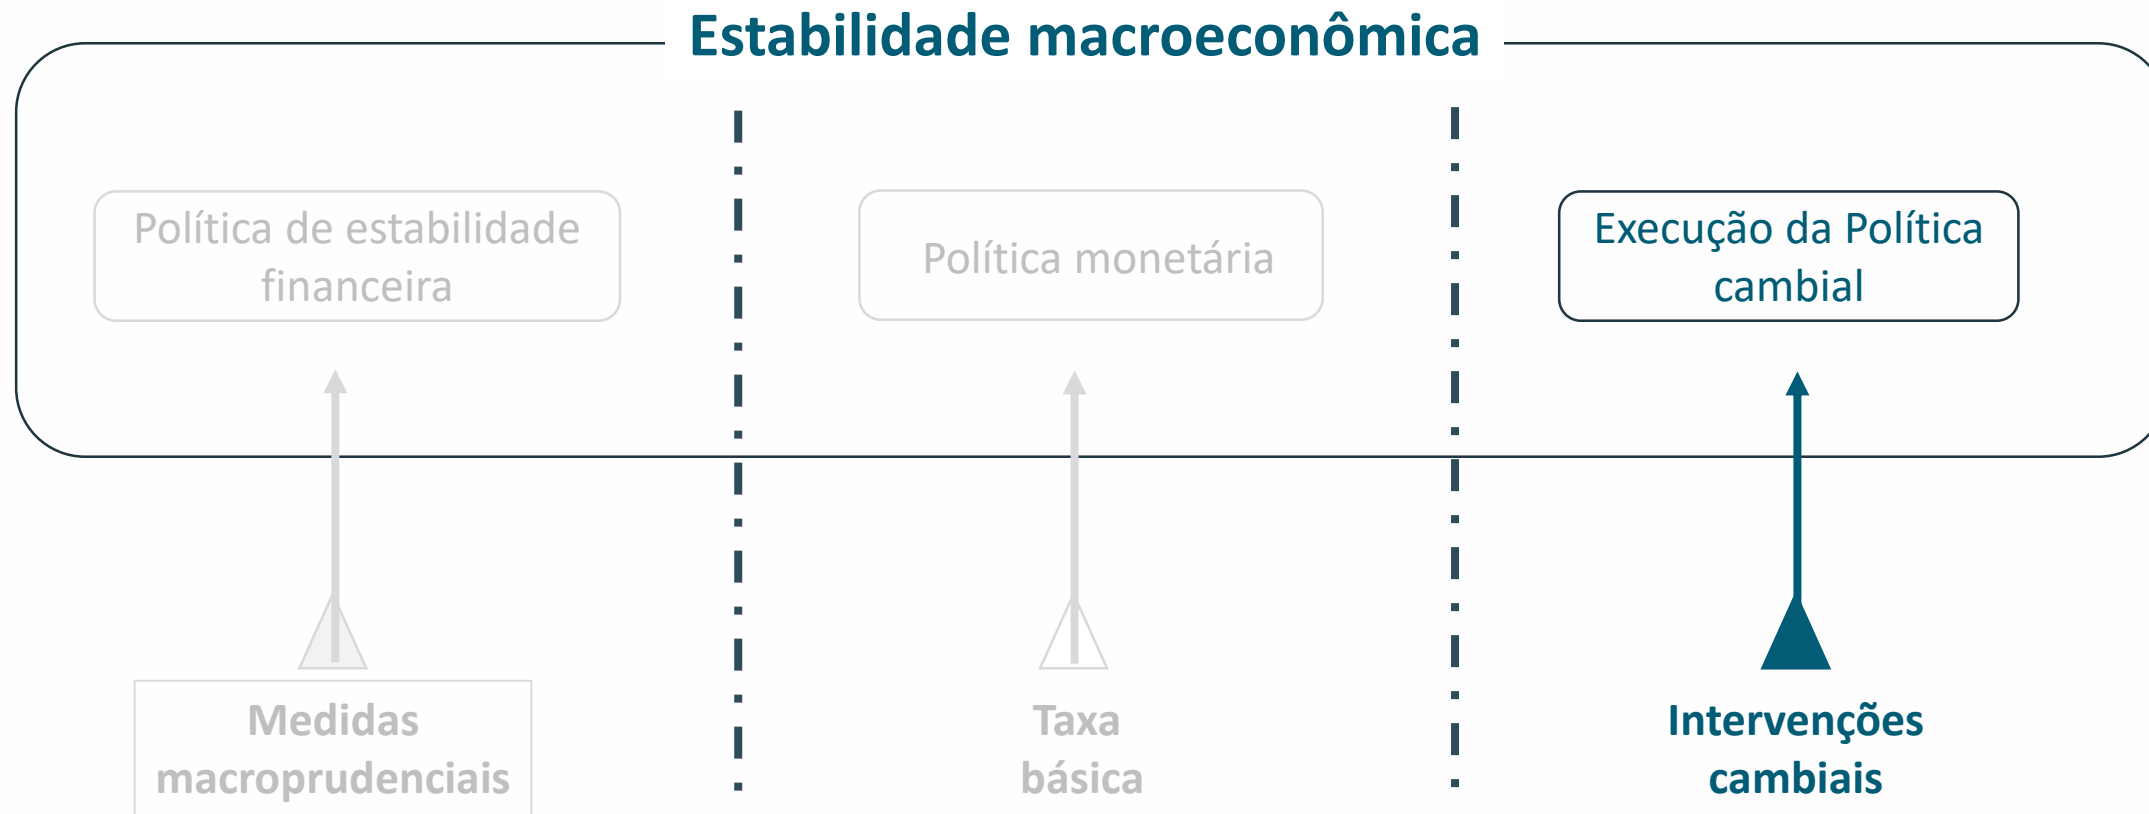 Estabilidade macroeconômica
Política de estabilidade
financeira
Política monetária
Execução da Política
cambial
Medidas
macroprudenciais
Taxa
básica
Intervenções
cambiais